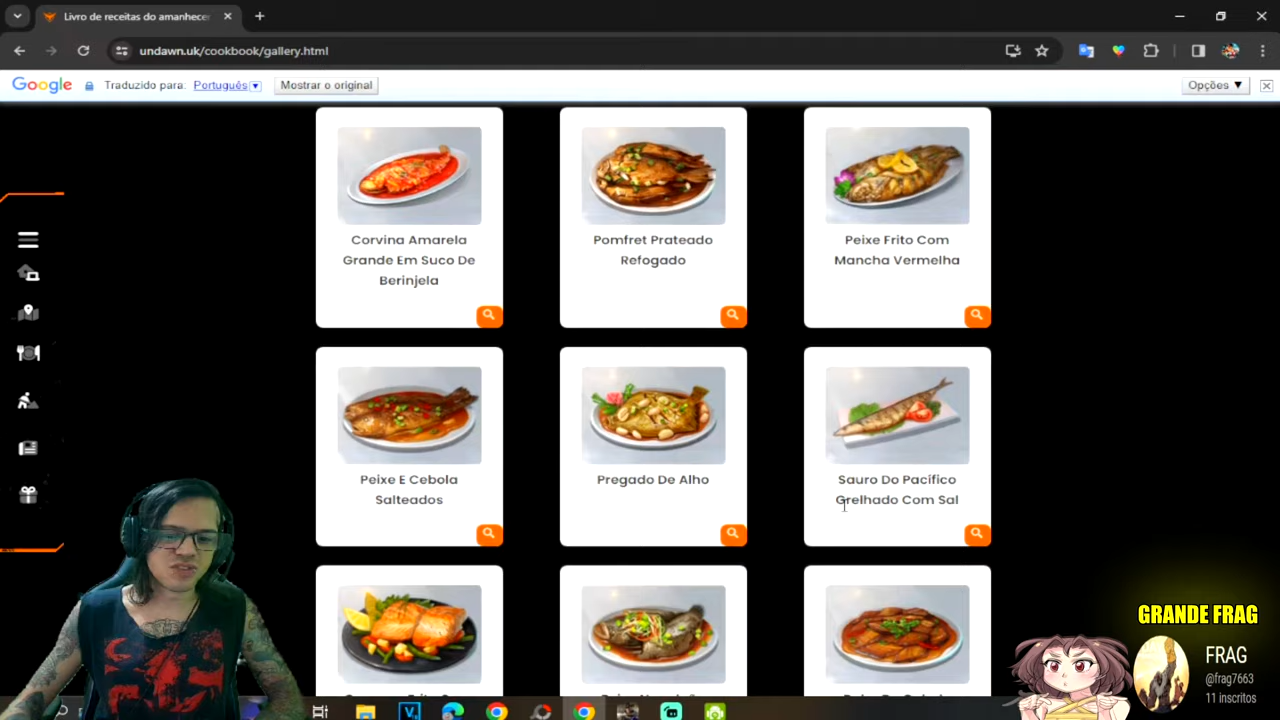 Livro de receitas do amanhecer
undawn.uk/cookbook/gallery.html
Google Traduzido para: Português Mostrar o original Opções
Corvina Amarela
Grande Em Suco De
Berinjela
Pomfret Prateado
Refogado
Peixe Frito Com
Mancha Vermelha
Peixe E Cebola
Salteados
Pregado De Alho
Sauro Do Pacífico
Grelhado Com Sal
GRANDE FRAG
FRAG
@frag7663
11 inscritos